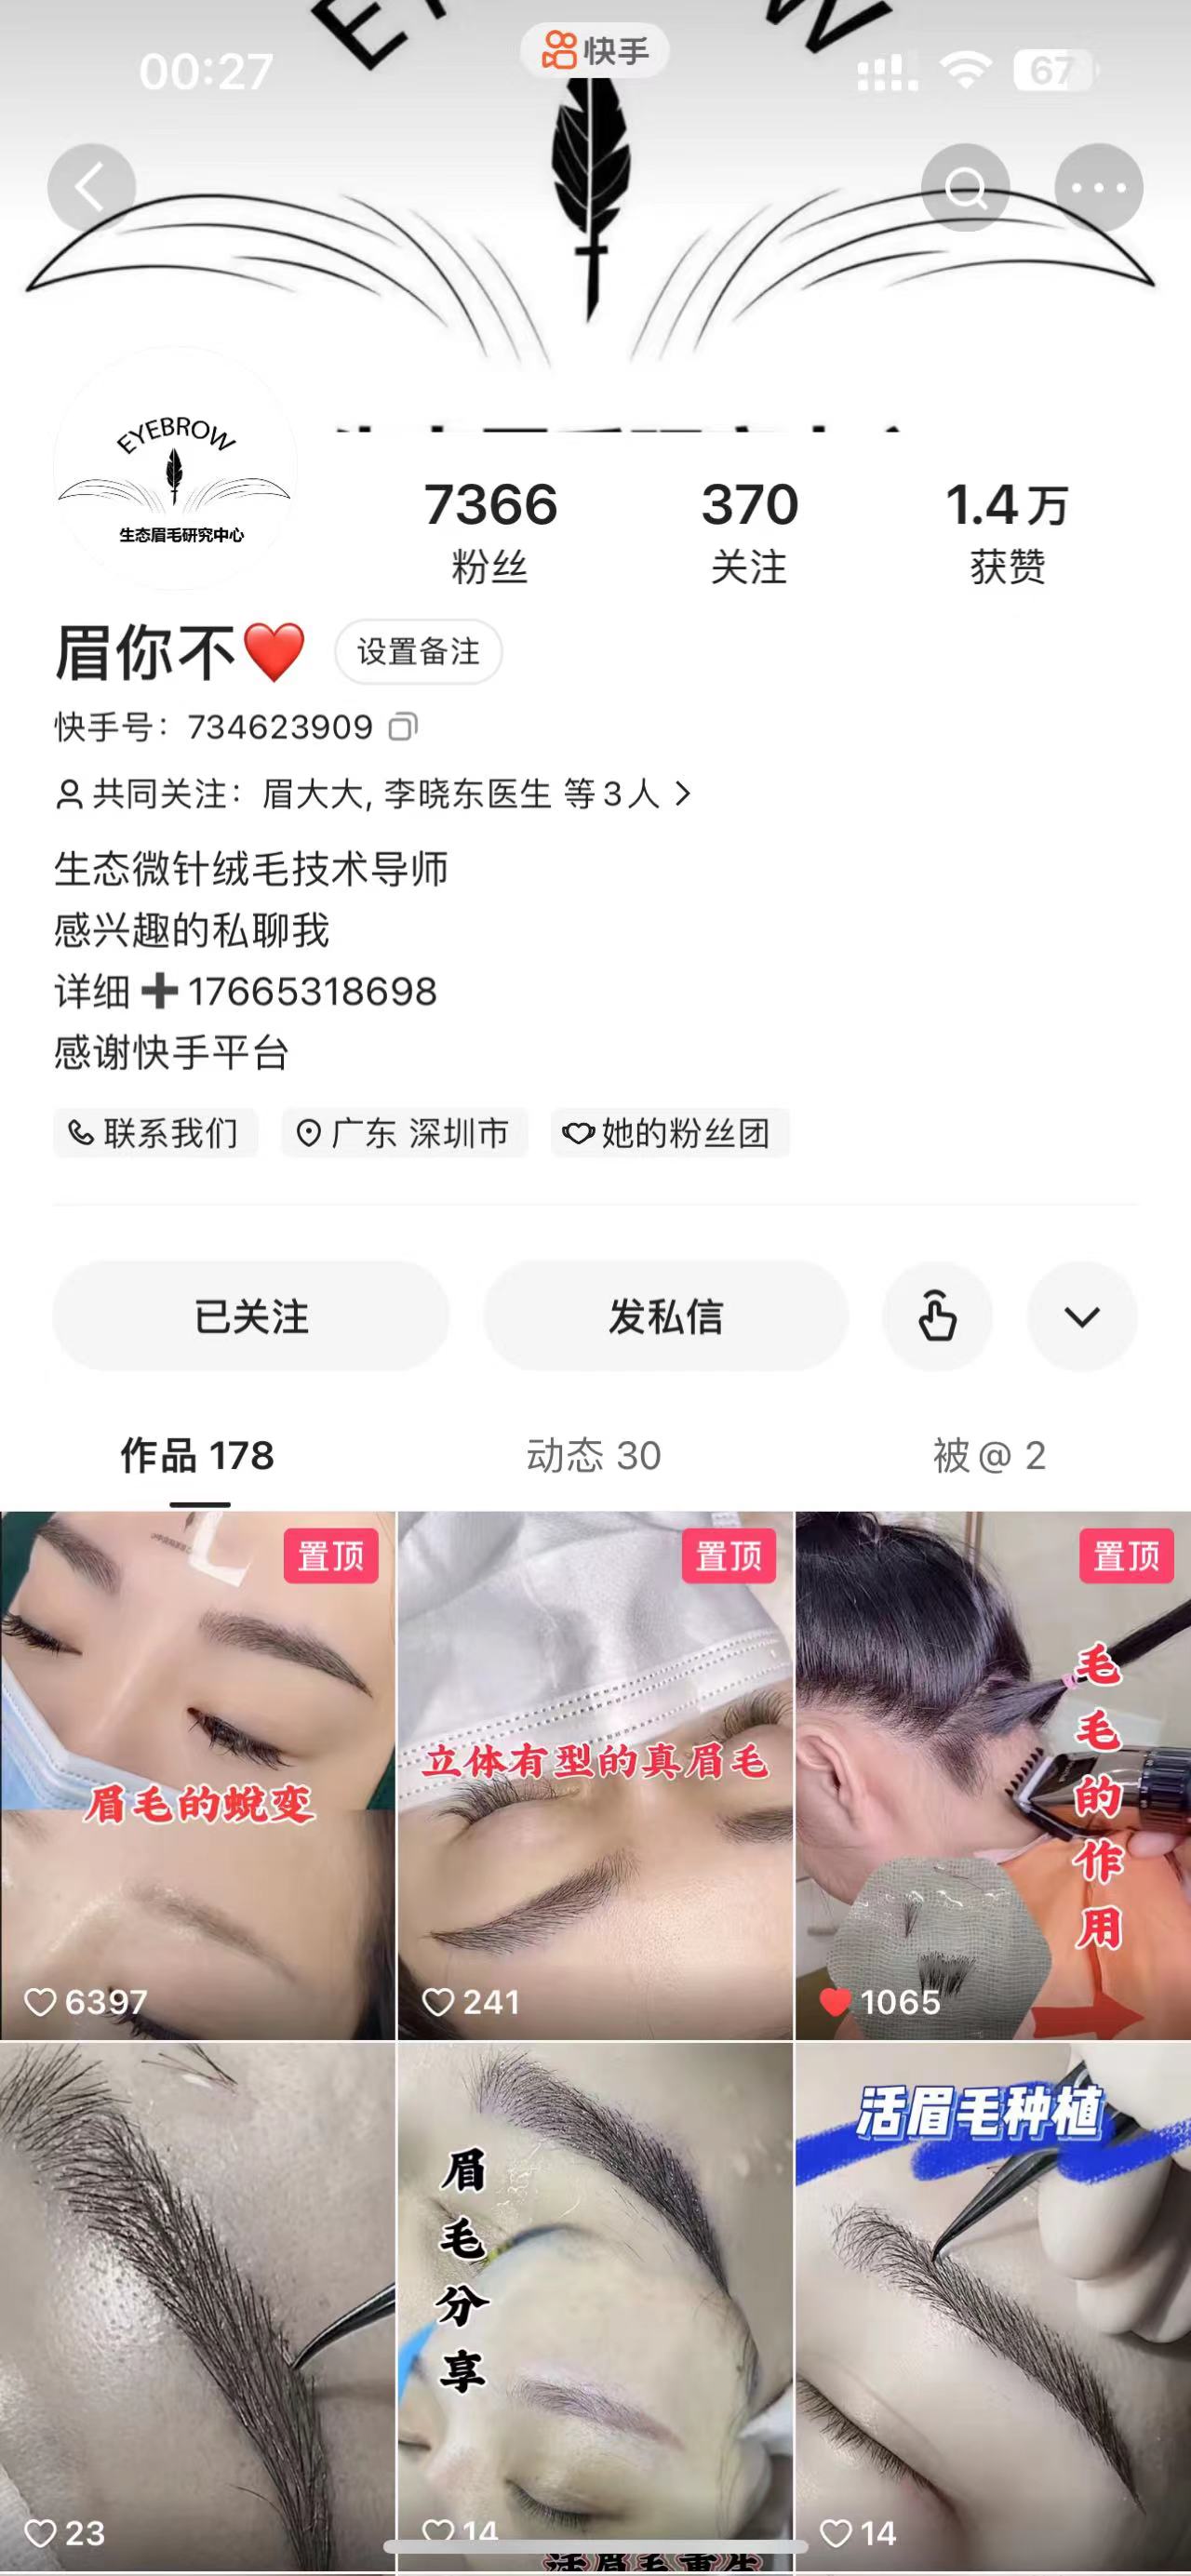 00:27
快手
67
EYEBROW
生态眉毛研究中心
7366
粉丝
370
关注
1.4万
获赞
眉你不❤️
设置备注
快手号：734623909
共同关注：眉大大, 李晓东医生 等3人
生态微针绒毛技术导师
感兴趣的私聊我
详细➕17665318698
感谢快手平台
联系我们
广东 深圳市
她的粉丝团
已关注
发私信
作品 178
动态 30
被@ 2
置顶
眉毛的蜕变
6397
置顶
立体有型的真眉毛
241
置顶
毛毛的作用
1065
23
眉毛分享
14
活眉毛种植
14